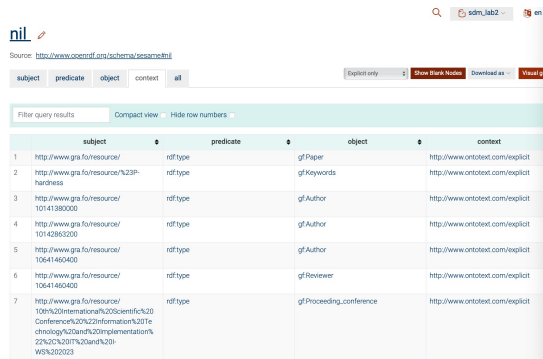 sdm_lab2
en
nil
Source: http://www.openrdf.org/schema/sesame#nil
subject predicate object context all
Explicit only
Show Blank Nodes
Download as
Visual g
Filter query results Compact view Hide row numbers
subject predicate object context
1 http://www.gra.fo/resource/ rdf:type gf:Paper http://www.ontotext.com/explicit
2 http://www.gra.fo/resource/%23P- rdf:type gf:Keywords http://www.ontotext.com/explicit
hardness
3 http://www.gra.fo/resource/ rdf:type gf:Author http://www.ontotext.com/explicit
10141380000
4 http://www.gra.fo/resource/ rdf:type gf:Author http://www.ontotext.com/explicit
10142863200
5 http://www.gra.fo/resource/ rdf:type gf:Author http://www.ontotext.com/explicit
10641460400
6 http://www.gra.fo/resource/ rdf:type gf:Reviewer http://www.ontotext.com/explicit
10641460400
7 http://www.gra.fo/resource/ rdf:type gf:Proceeding_conference http://www.ontotext.com/explicit
10th%20International%20Scientific%20
Conference%20%22Information%20Te
chnology%20and%20Implementation%
22%2C%20IT%20and%20I-
WS%202023